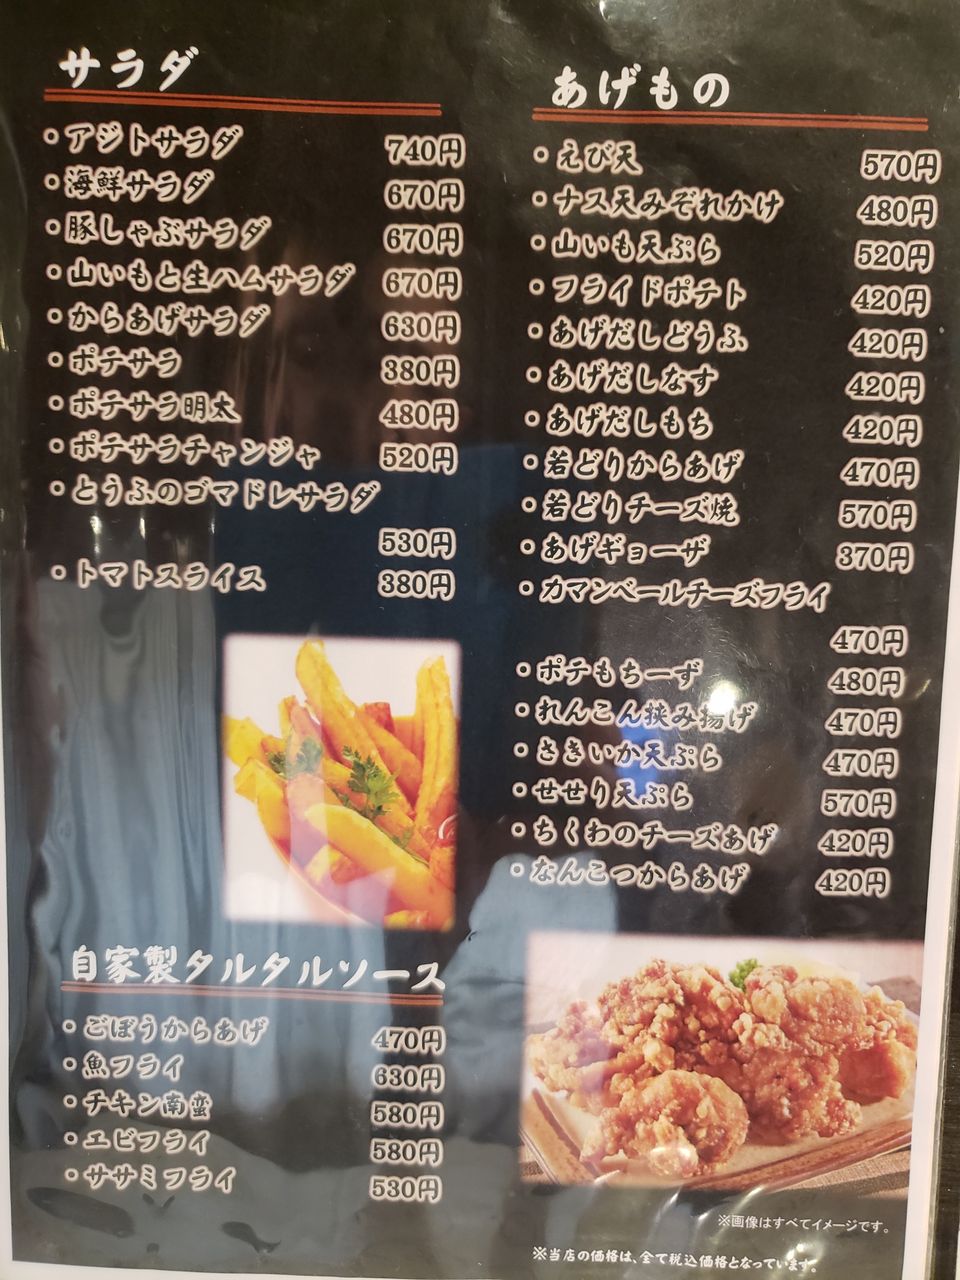 サラダ
・アジトサラダ 740円
・海鮮サラダ 670円
・豚しゃぶサラダ 670円
・山いもと生ハムサラダ 670円
・からあげサラダ 630円
・ポテサラ 380円
・ポテサラ明太 480円
・ポテサラチャンジャ 520円
・とうふのゴマドレサラダ
530円
・トマトスライス 380円
自家製タルタルソース
・ごぼうからあげ 470円
・魚フライ 630円
・チキン南蛮 580円
・エビフライ 580円
・ササミフライ 530円
あげもの
・えび天 570円
・ナス天みぞれかけ 480円
・山いも天ぷら 520円
・フライドポテト 420円
・あげだしどうふ 420円
・あげだしなす 420円
・あげだしもち 420円
・若どりからあげ 470円
・若どりチーズ焼 570円
・あげギョーザ 370円
・カマンベールチーズフライ
470円
・ポテもちーず 480円
・れんこん挟み揚げ 470円
・さきいか天ぷら 470円
・せせり天ぷら 570円
・ちくわのチーズあげ 420円
・なんこつからあげ 420円
※画像はすべてイメージです。
※当店の価格は、全て税込価格となっています。